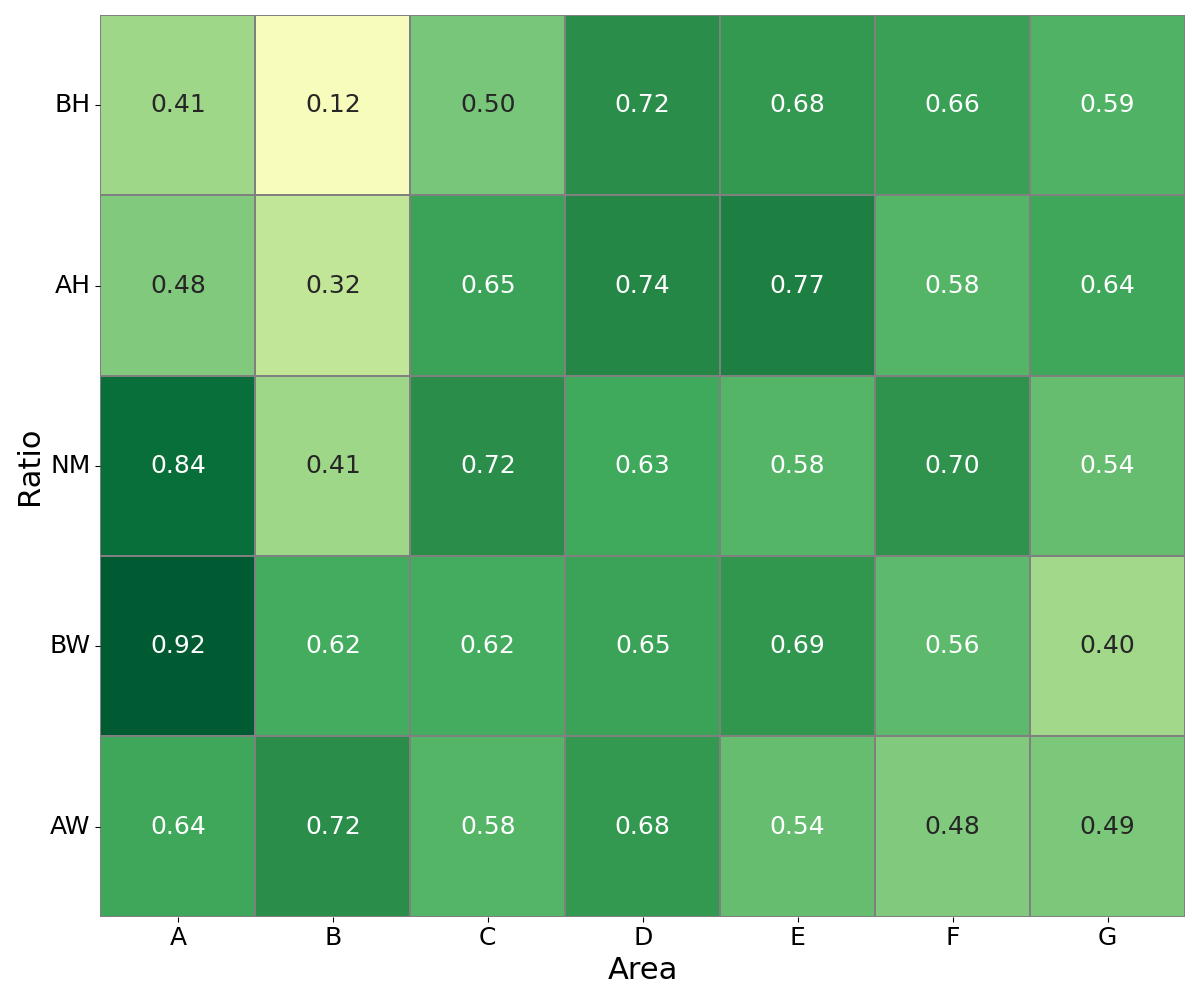 BH 0.41 0.12 0.50 0.72 0.68 0.66 0.59
AH 0.48 0.32 0.65 0.74 0.77 0.58 0.64
Ratio
NM 0.84 0.41 0.72 0.63 0.58 0.70 0.54
BW 0.92 0.62 0.62 0.65 0.69 0.56 0.40
AW 0.64 0.72 0.58 0.68 0.54 0.48 0.49
A B C D E F G
Area